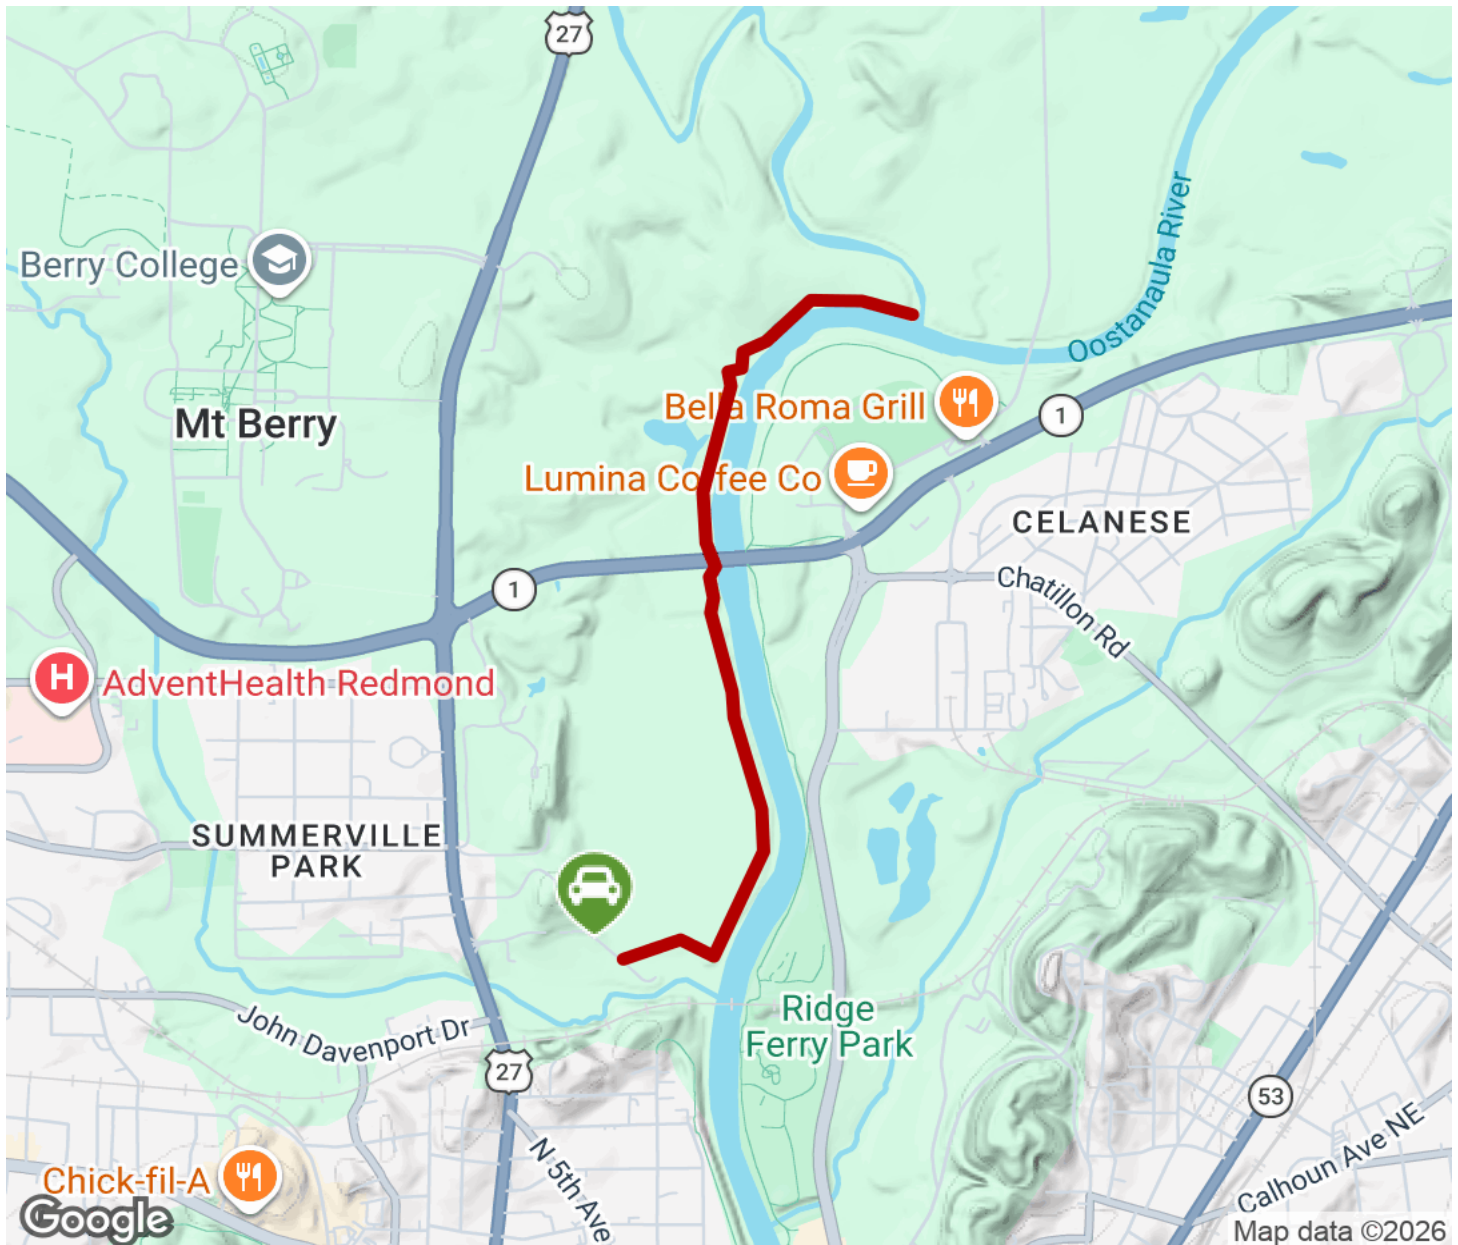 27
Oostanaula River
Berry College
Bella Roma Grill
1
Mt Berry
Lumina Coffee Co
CELANESE
1
Chatillon Rd
H
AdventHealth Redmond
SUMMERVILLE
PARK
Ridge
Ferry Park
John Davenport Dr
27
53
N 5th Ave
Calhoun Ave NE
Chick-fil-A
Google
Map data ©2026